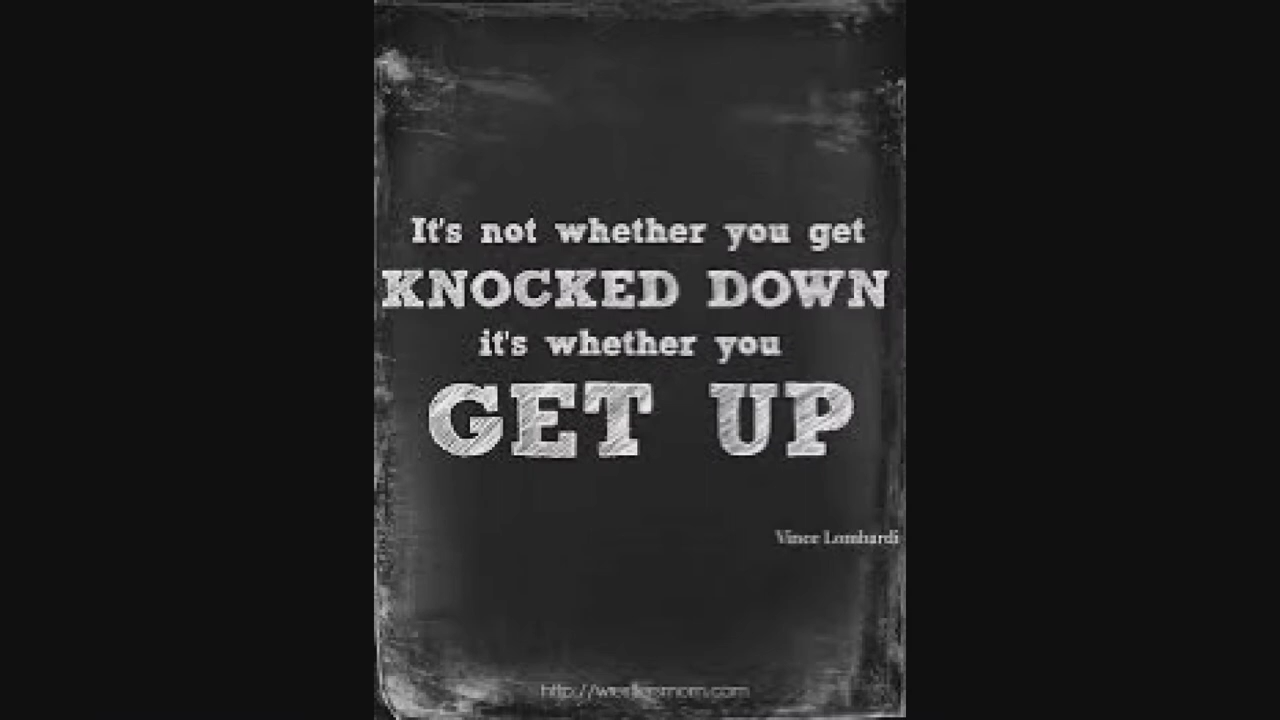 It's not whether you get
KNOCKED DOWN
it's whether you
GET UP
Vince Lombardi